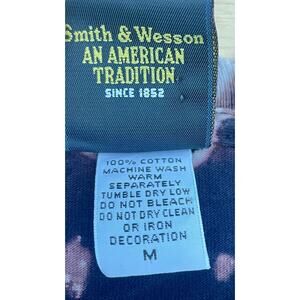 Smith & Wesson
AN AMERICAN
TRADITION
SINCE 1852
100% COTTON
MACHINE WASH
WARM
SEPARATELY
TUMBLE DRY LOW
DO NOT BLEACH
DO NOT DRY CLEAN
OR IRON
DECORATION
M